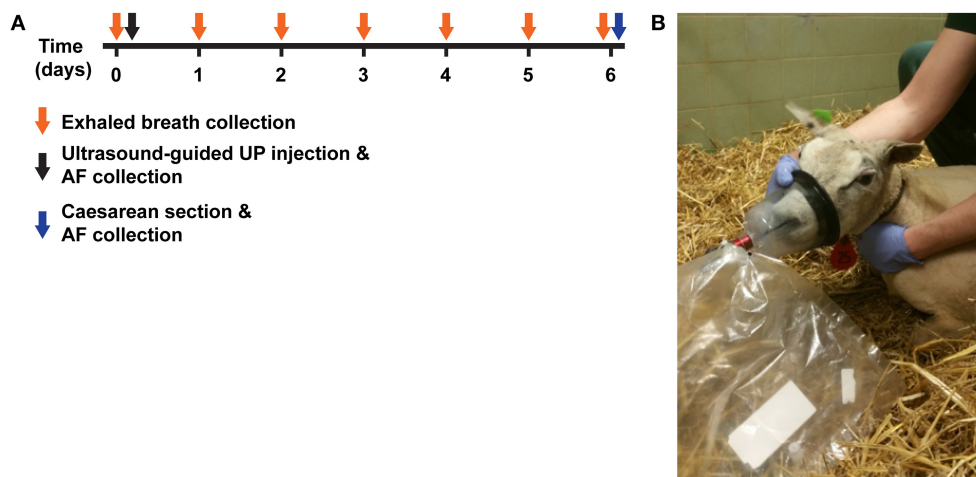 A
B
Time
(days)
0 1 2 3 4 5 6
Exhaled breath collection
Ultrasound-guided UP injection &
AF collection
Caesarean section &
AF collection